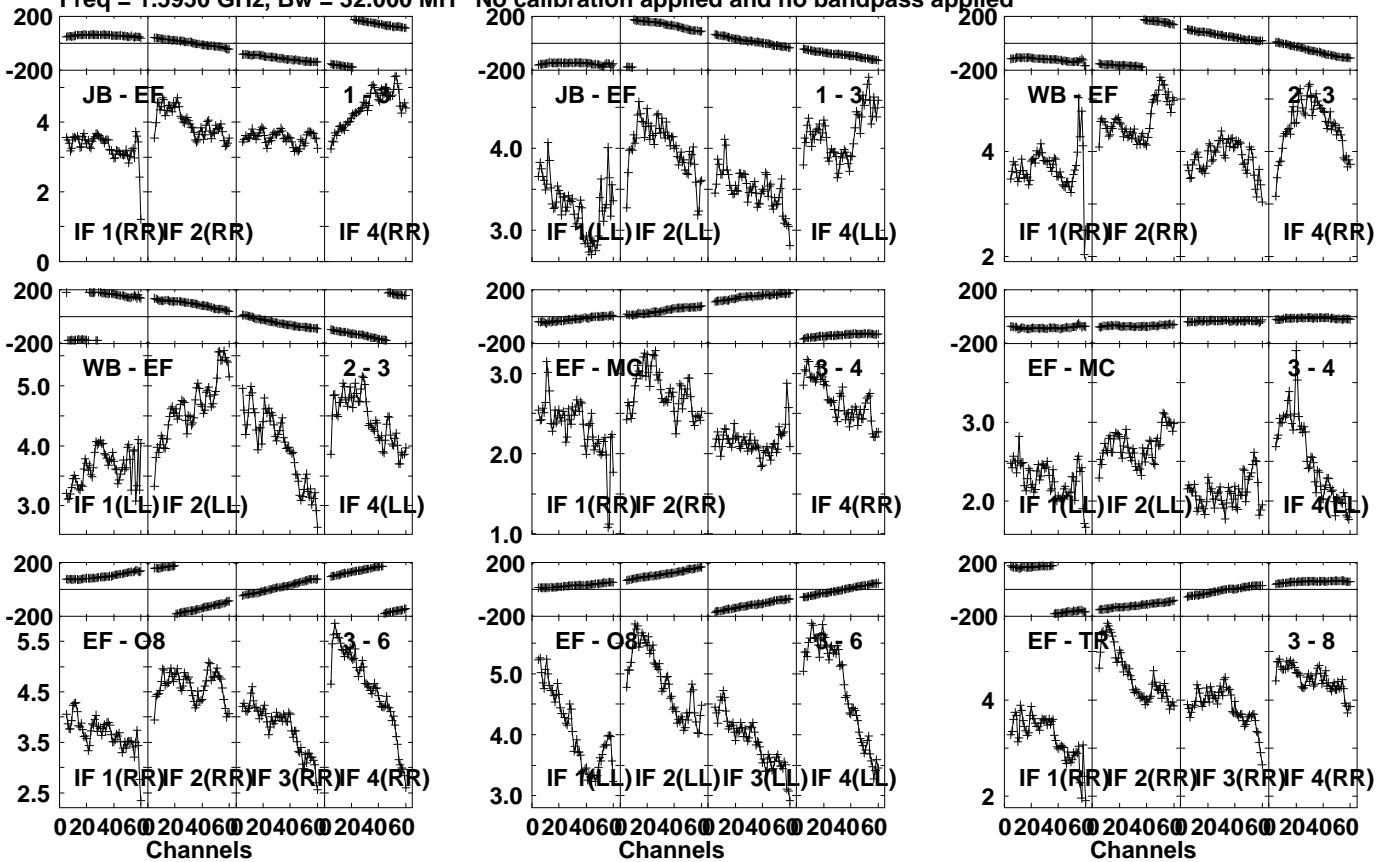 Freq = 1.5950 GHz, Bw = 32.000 MH No calibration applied and no bandpass applied
200 200 200
-200 -200 -200
JB - EF 1 - 3 JB - EF 1 - 3 WB - EF 2 - 3
4 4.0 4
2 3.0 2
0
IF 1(RR) IF 2(RR) IF 4(RR) IF 1(LL) IF 2(LL) IF 4(LL) IF 1(RR) IF 2(RR) IF 4(RR)
200 200 200
-200 -200 -200
WB - EF 2 - 3 EF - MC 3 - 4 EF - MC 3 - 4
5.0 3.0 3.0
4.0 2.0 2.0
3.0 1.0
IF 1(LL) IF 2(LL) IF 4(LL) IF 1(RR) IF 2(RR) IF 4(RR) IF 1(LL) IF 2(LL) IF 4(LL)
200 200 200
-200 -200 -200
EF - O8 3 - 6 EF - O8 3 - 6 EF - TR 3 - 8
5.5 5.0 4
4.5 4.0 2
3.5 3.0
2.5
IF 1(RR) IF 2(RR) IF 3(RR) IF 4(RR) IF 1(LL) IF 2(LL) IF 3(LL) IF 4(LL) IF 1(RR) IF 2(RR) IF 3(RR) IF 4(RR)
0 20 40 60 0 20 40 60 0 20 40 60 0 20 40 60 0 20 40 60 0 20 40 60 0 20 40 60 0 20 40 60 0 20 40 60 0 20 40 60 0 20 40 60 0 20 40 60
Channels Channels Channels